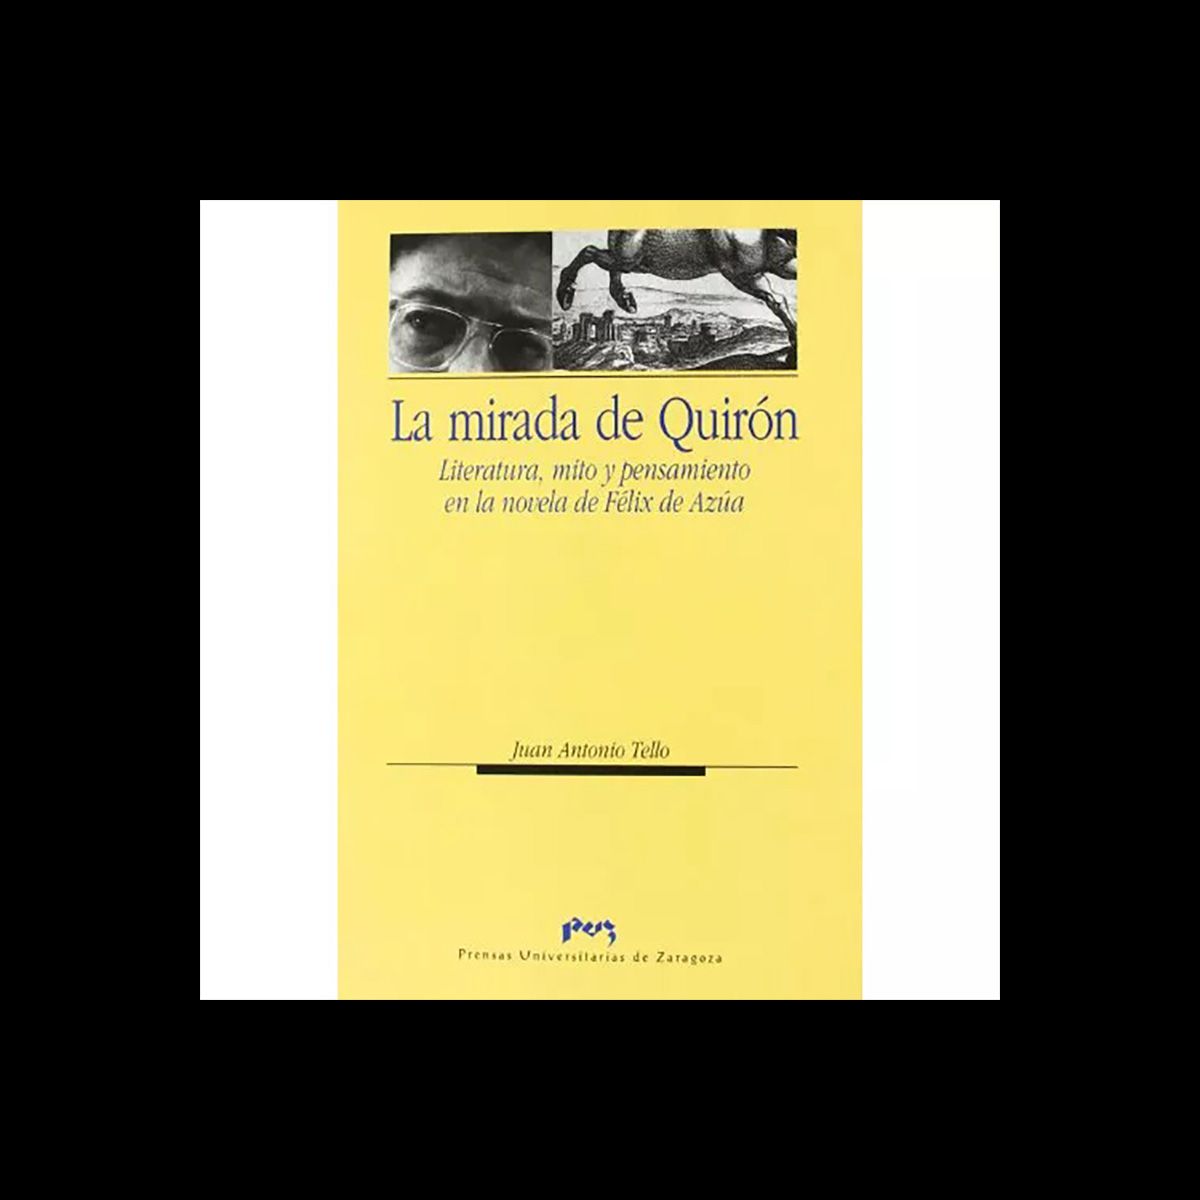 La mirada de Quirón
Literatura, mito y pensamiento
en la novela de Félix de Azúa
Juan Antonio Tello
puz
Prensas Universitarias de Zaragoza